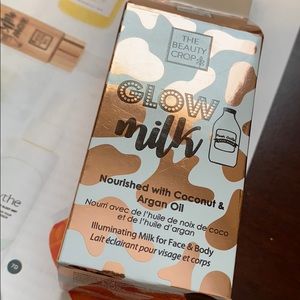 THE
BEAUTY
CROP
GLOW
milk
Nourished with Coconut &
Argan Oil
Nourri avec de l'huile de noix de coco
et de l'huile d'argan
Illuminating Milk for Face & Body
Lait éclairant pour visage et corps
70